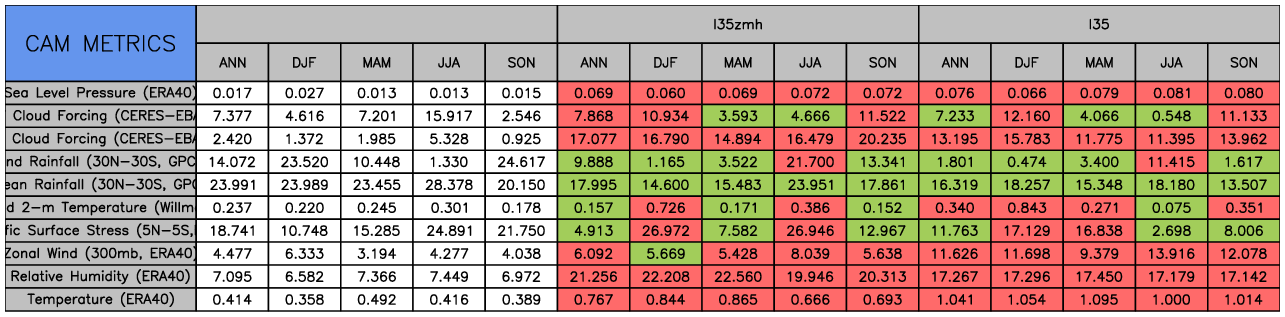 CAM METRICS I35zmh I35
ANN DJF MAM JJA SON ANN DJF MAM JJA SON ANN DJF MAM JJA SON
Sea Level Pressure (ERA40) 0.017 0.027 0.013 0.013 0.015 0.069 0.060 0.069 0.072 0.072 0.076 0.066 0.079 0.081 0.080
Cloud Forcing (CERES-EBA 7.377 4.616 7.201 15.917 2.546 7.868 10.934 3.593 4.666 11.522 7.233 12.160 4.066 0.548 11.133
Cloud Forcing (CERES-EBA 2.420 1.372 1.985 5.328 0.925 17.077 16.790 14.894 16.479 20.235 13.195 15.783 11.775 11.395 13.962
nd Rainfall (30N-30S, GPC 14.072 23.520 10.448 1.330 24.617 9.888 1.165 3.522 21.700 13.341 1.801 0.474 3.400 11.415 1.617
ean Rainfall (30N-30S, GPC 23.991 23.989 23.455 28.378 20.150 17.995 14.600 15.483 23.951 17.861 16.319 18.257 15.348 18.180 13.507
d 2-m Temperature (Willm 0.237 0.220 0.245 0.301 0.178 0.157 0.726 0.171 0.386 0.152 0.340 0.843 0.271 0.075 0.351
fic Surface Stress (5N-5S, 18.741 10.748 15.285 24.891 21.750 4.913 26.972 7.582 26.946 12.967 11.763 17.129 16.838 2.698 8.006
Zonal Wind (300mb, ERA40) 4.477 6.333 3.194 4.277 4.038 6.092 5.669 5.428 8.039 5.638 11.626 11.698 9.379 13.916 12.078
Relative Humidity (ERA40) 7.095 6.582 7.366 7.449 6.972 21.256 22.208 22.560 19.946 20.313 17.267 17.296 17.450 17.179 17.142
Temperature (ERA40) 0.414 0.358 0.492 0.416 0.389 0.767 0.844 0.865 0.666 0.693 1.041 1.054 1.095 1.000 1.014